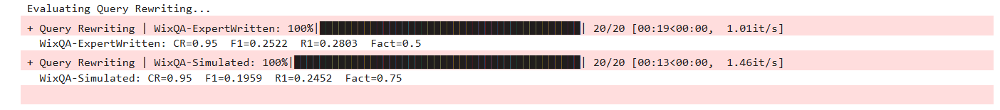 Evaluating Query Rewriting...
+ Query Rewriting | WixQA-ExpertWritten: 100%|██████████| 20/20 [00:19<00:00,  1.01it/s]
WixQA-ExpertWritten: CR=0.95  F1=0.2522  R1=0.2803  Fact=0.5
+ Query Rewriting | WixQA-Simulated: 100%|██████████| 20/20 [00:13<00:00,  1.46it/s]
WixQA-Simulated: CR=0.95  F1=0.1959  R1=0.2452  Fact=0.75